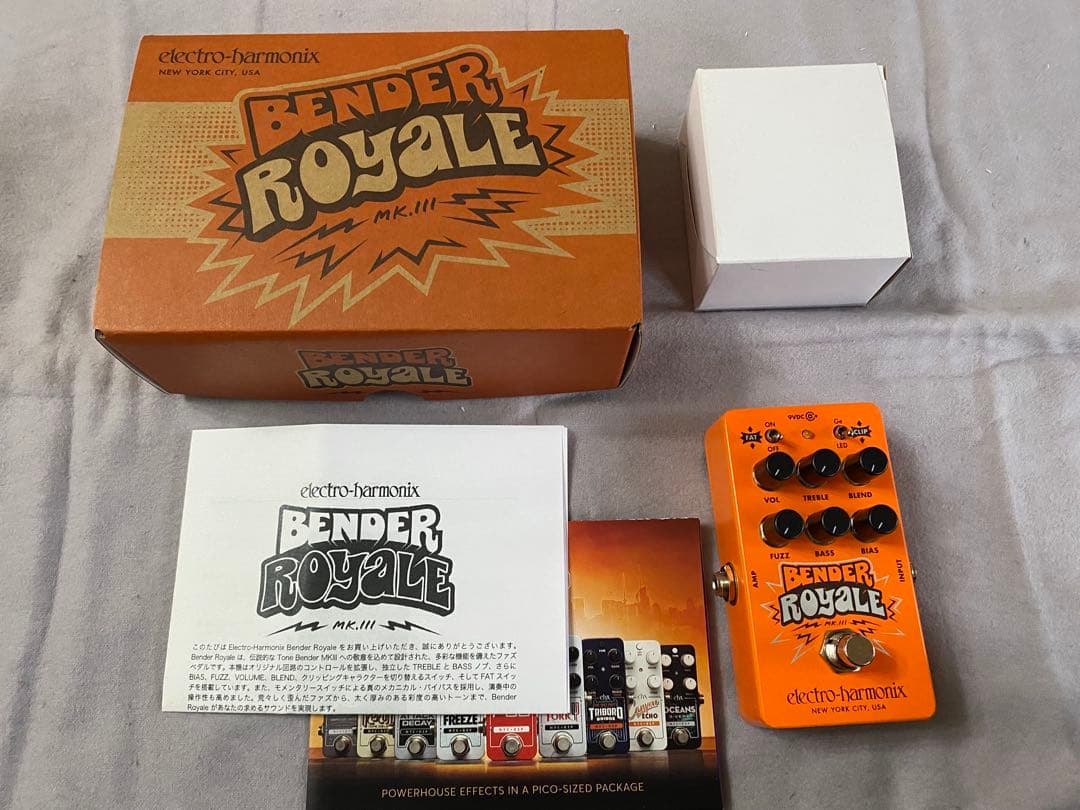 electro-harmonix
NEW YORK CITY, USA
BENDER
ROYALE
MK.III
BENDER
ROYALE
electro-harmonix
BENDER
ROYALE
MK.III
このたびは Electro-Harmonix Bender Royale をお買い上げいただき、誠にありがとうございます。
Bender Royale は、伝説的な Tone Bender MKIII への敬意を込めて設計された、多彩な機能を備えたファズ
ペダルです。本機はオリジナル回路のコントロールを拡張し、独立した TREBLE と BASS ノブ、さらに
BIAS、FUZZ、VOLUME、BLEND、クリッピングキャラクターを切り替えるスイッチ、そして FAT スイッ
チを搭載しています。また、モメンタリースイッチによる真のメカニカル・バイパスを採用し、演奏中の
操作性も高めました。荒々しく歪んだファズから、太く厚みのある彩度の高いトーンまで、Bender
Royale があなたの求めるサウンドを実現します。
DECAY
FREEZE
TRIBORO
ECHO
OCEANS
POWERHOUSE EFFECTS IN A PICO-SIZED PACKAGE
9VDC
ON
FAT
OFF
Ge
CLIP
LED
VOL
TREBLE
BLEND
FUZZ
BASS
BIAS
AMP
INPUT
BENDER
ROYALE
MK.III
electro-harmonix
NEW YORK CITY, USA